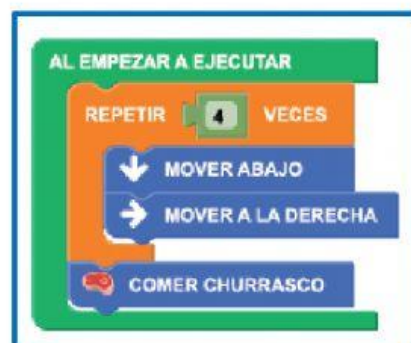 AL EMPEZAR A EJECUTAR
REPETIR 4 VECES
MOVER ABAJO
MOVER A LA DERECHA
COMER CHURRASCO